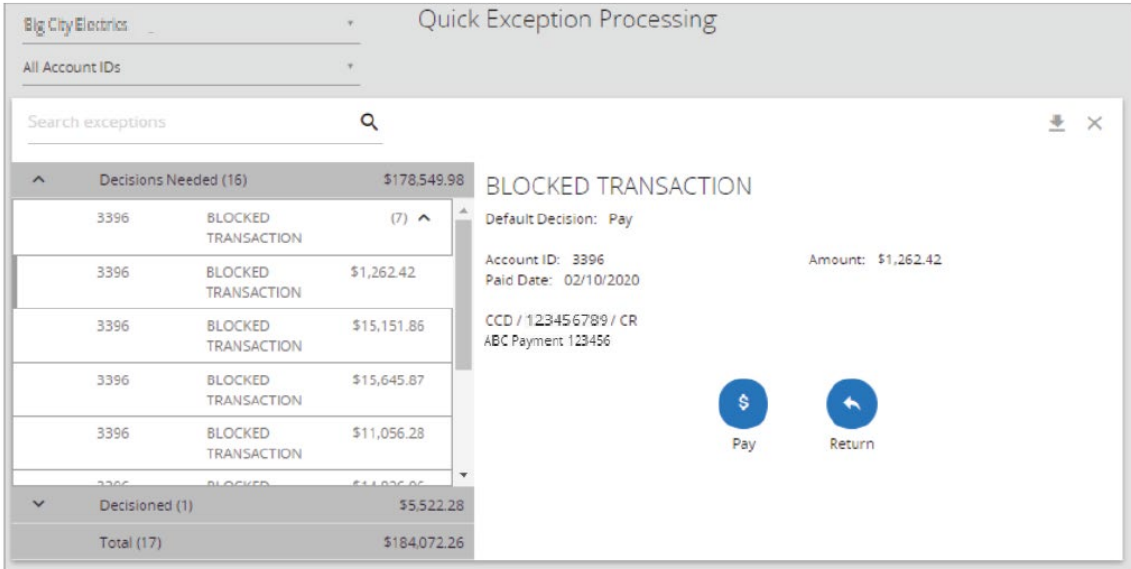 Big City Electrics
Quick Exception Processing
All Account IDs
Search exceptions
Decisions Needed (16) $178,549.98
3396 BLOCKED TRANSACTION (7)
3396 BLOCKED TRANSACTION $1,262.42
3396 BLOCKED TRANSACTION $15,151.86
3396 BLOCKED TRANSACTION $15,645.87
3396 BLOCKED TRANSACTION $11,056.28
Decisioned (1) $5,522.28
Total (17) $184,072.26
BLOCKED TRANSACTION
Default Decision: Pay
Account ID: 3396 Amount: $1,262.42
Paid Date: 02/10/2020
CCD / 123456789 / CR
ABC Payment 123456
$
Pay Return